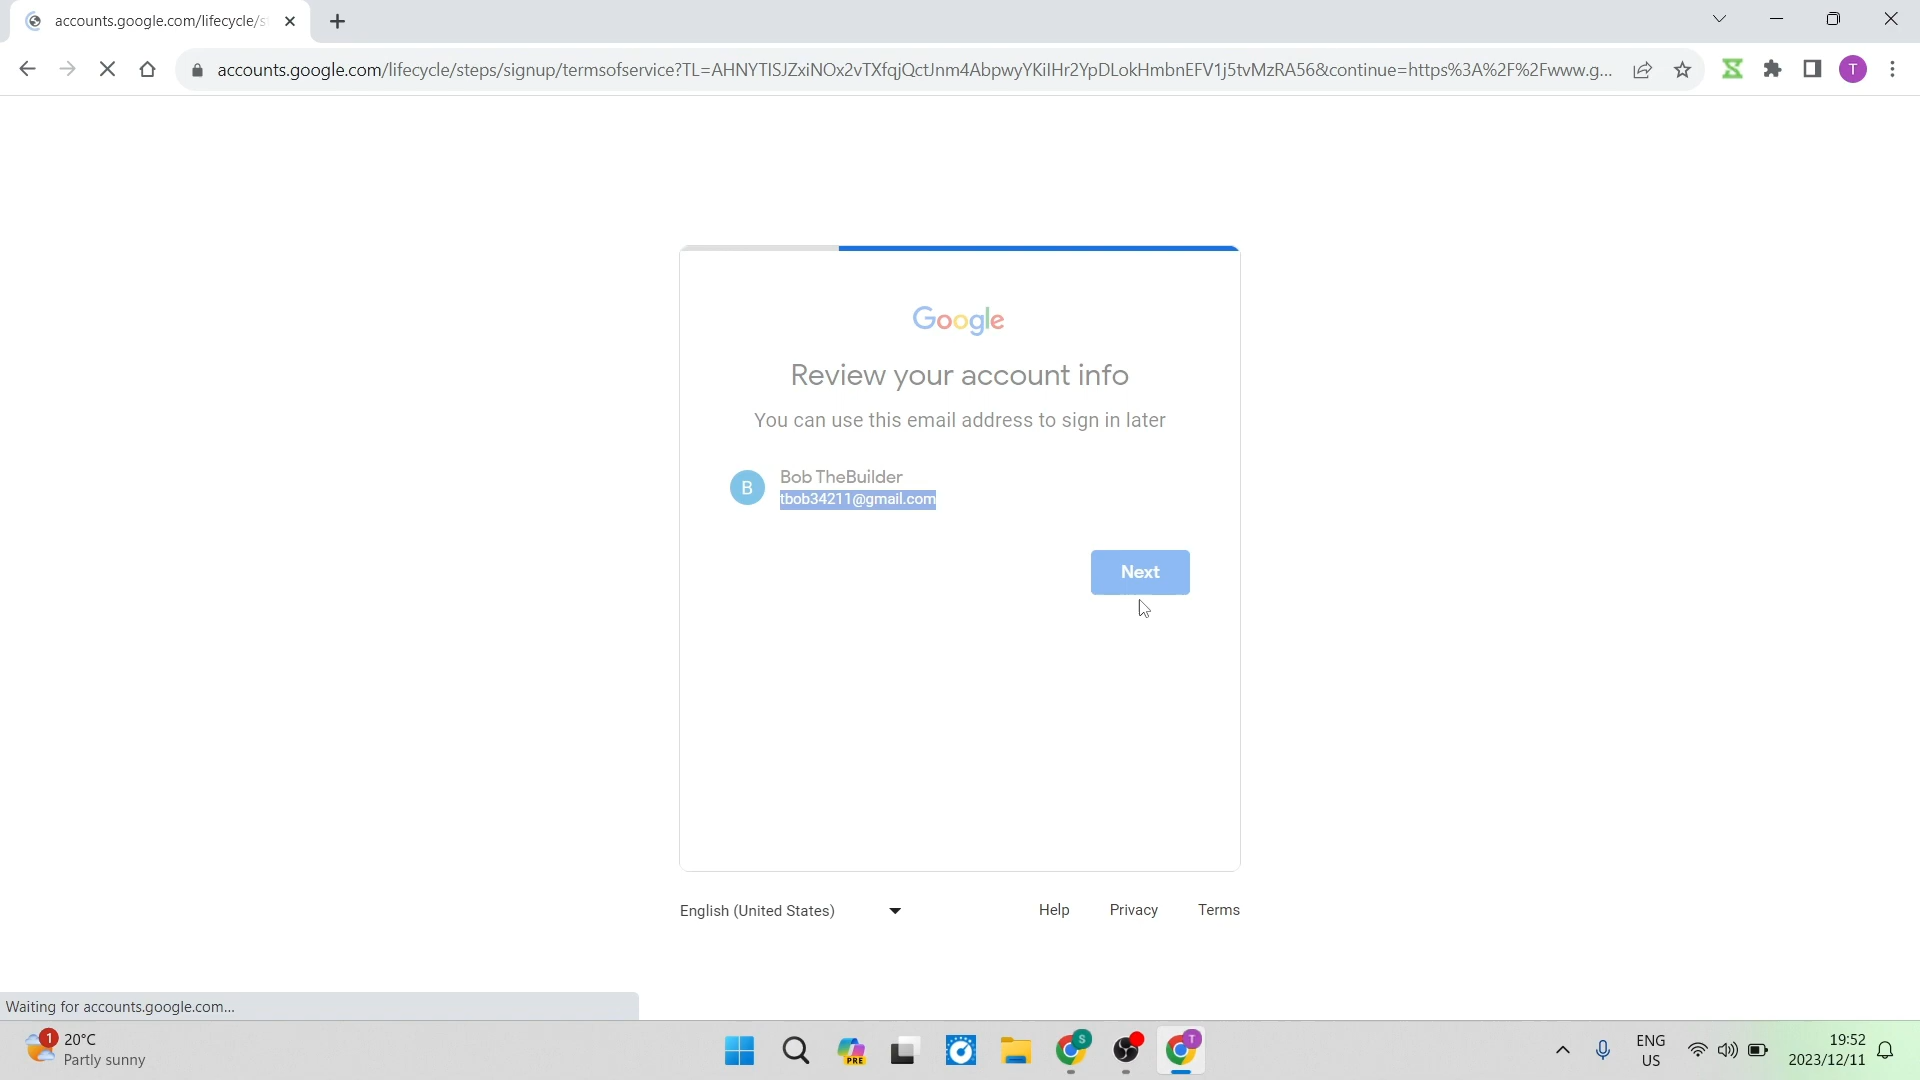 accounts.google.com/lifecycle/s
accounts.google.com/lifecycle/steps/signup/termsofservice?TL=AHNYTISJZxiNOx2vTXfqjQctJnm4AbpwyYKiIHr2YpDLokHmbnEFV1j5tvMzRA56&continue=https%3A%2F%2Fwww.g...
T
Google
Review your account info
You can use this email address to sign in later
B
Bob TheBuilder
tbob34211@gmail.com
Next
English (United States)
Help
Privacy
Terms
Waiting for accounts.google.com...
1
20°C
Partly sunny
PRE
S
T
ENG
US
19:52
2023/12/11